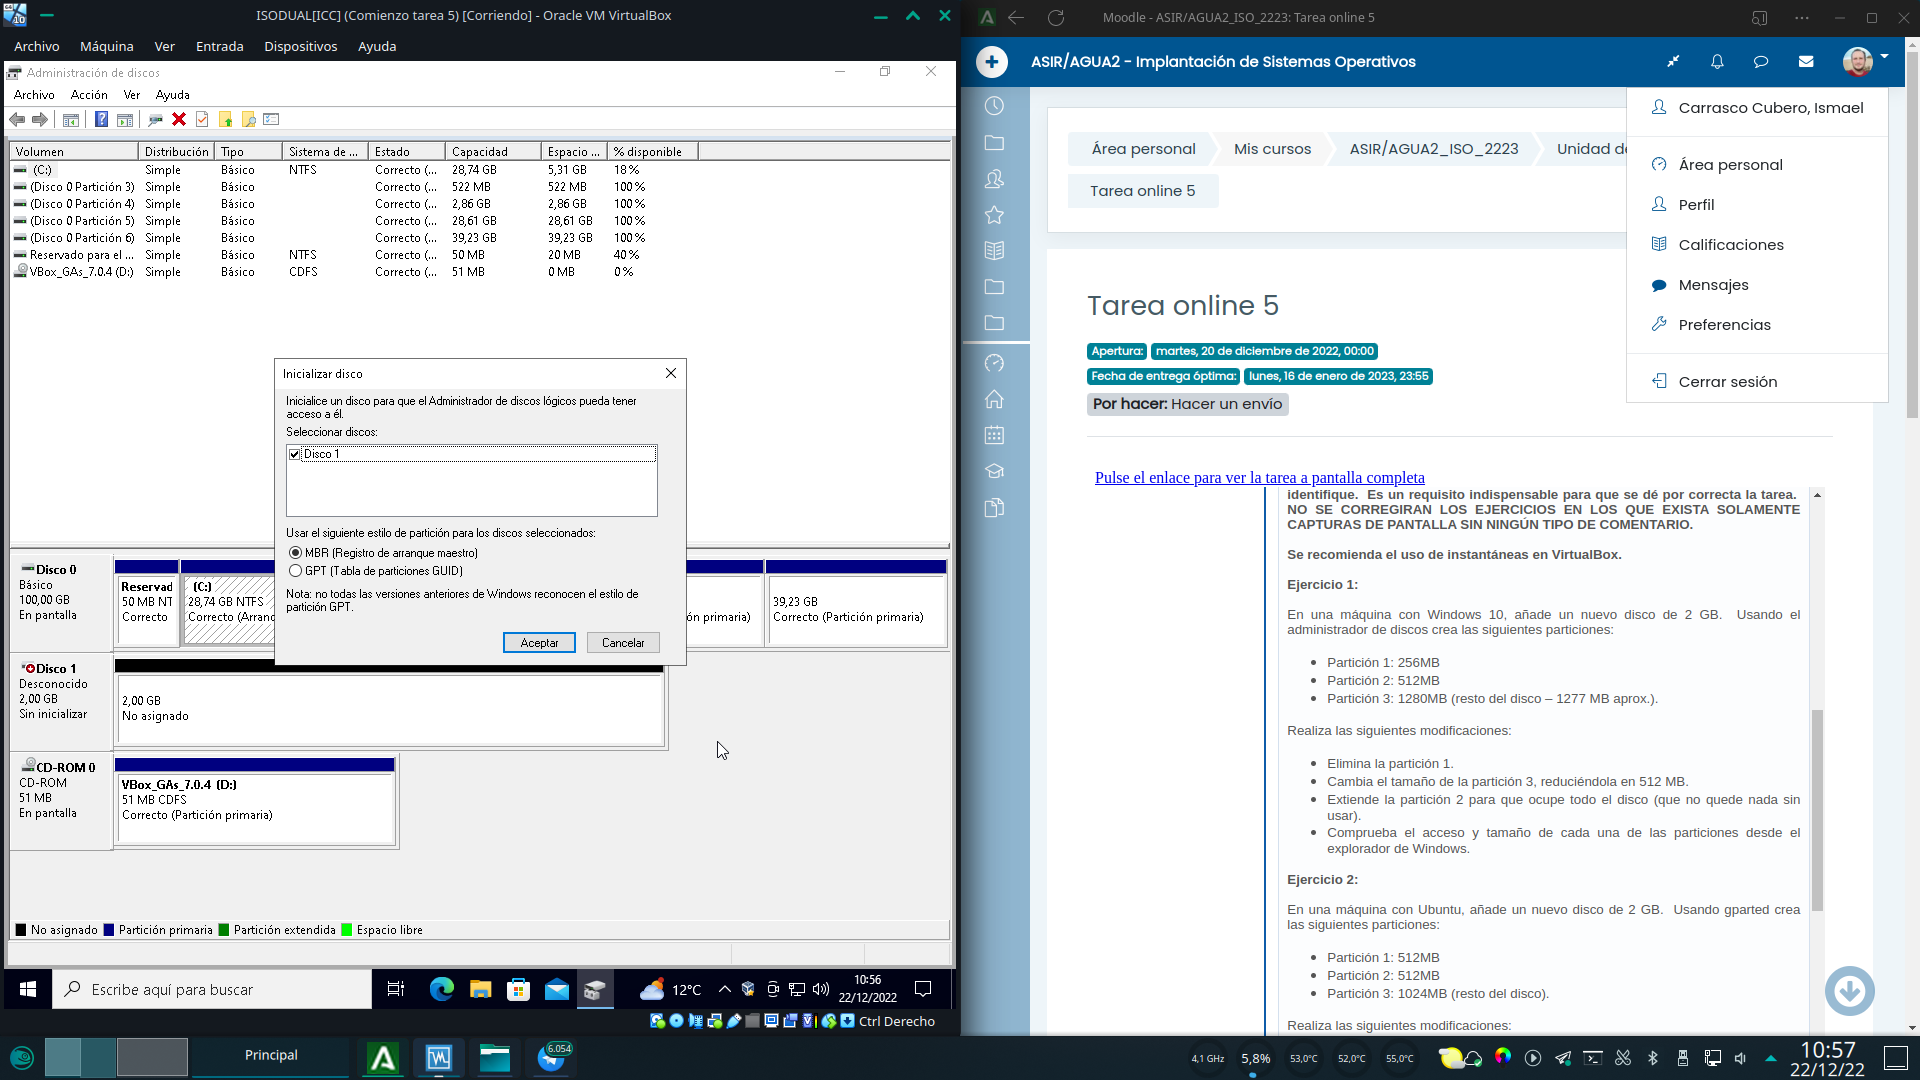 ISODUAL[ICC] (Comienzo tarea 5) [Corriendo] - Oracle VM VirtualBox
Archivo Máquina Ver Entrada Dispositivos Ayuda
Administración de discos
Archivo Acción Ver Ayuda
Volumen Distribución Tipo Sistema de ... Estado Capacidad Espacio ... % disponible
(C:) Simple Básico NTFS Correcto (... 28,74 GB 5,31 GB 18 %
(Disco 0 Partición 3) Simple Básico Correcto (... 522 MB 522 MB 100 %
(Disco 0 Partición 4) Simple Básico Correcto (... 2,86 GB 2,86 GB 100 %
(Disco 0 Partición 5) Simple Básico Correcto (... 28,61 GB 28,61 GB 100 %
(Disco 0 Partición 6) Simple Básico Correcto (... 39,23 GB 39,23 GB 100 %
Reservado para el ... Simple Básico NTFS Correcto (... 50 MB 20 MB 40 %
VBox_GAs_7.0.4 (D:) Simple Básico CDFS Correcto (... 51 MB 0 MB 0 %
Inicializar disco
Inicialice un disco para que el Administrador de discos lógicos pueda tener
acceso a él.
Seleccionar discos:
Disco 1
Usar el siguiente estilo de partición para los discos seleccionados:
MBR (Registro de arranque maestro)
GPT (Tabla de particiones GUID)
Nota: no todas las versiones anteriores de Windows reconocen el estilo de
partición GPT.
Aceptar Cancelar
Disco 0
Básico
100,00 GB
En pantalla
Reservad
50 MB NT
Correcto
(C:)
28,74 GB NTFS
Correcto (Arranc
ón primaria)
39,23 GB
Correcto (Partición primaria)
Disco 1
Desconocido
2,00 GB
Sin inicializar
2,00 GB
No asignado
CD-ROM 0
CD-ROM
51 MB
En pantalla
VBox_GAs_7.0.4 (D:)
51 MB CDFS
Correcto (Partición primaria)
No asignado Partición primaria Partición extendida Espacio libre
Escribe aquí para buscar
12°C
10:56
22/12/2022
Ctrl Derecho
Moodle - ASIR/AGUA2_ISO_2223: Tarea online 5
ASIR/AGUA2 - Implantación de Sistemas Operativos
Carrasco Cubero, Ismael
Área personal
Perfil
Calificaciones
Mensajes
Preferencias
Cerrar sesión
Área personal Mis cursos ASIR/AGUA2_ISO_2223 Unidad de
Tarea online 5
Tarea online 5
Apertura: martes, 20 de diciembre de 2022, 00:00
Fecha de entrega óptima: lunes, 16 de enero de 2023, 23:55
Por hacer: Hacer un envío
Pulse el enlace para ver la tarea a pantalla completa
identifique. Es un requisito indispensable para que se dé por correcta la tarea.
NO SE CORREGIRAN LOS EJERCICIOS EN LOS QUE EXISTA SOLAMENTE
CAPTURAS DE PANTALLA SIN NINGÚN TIPO DE COMENTARIO.
Se recomienda el uso de instantáneas en VirtualBox.
Ejercicio 1:
En una máquina con Windows 10, añade un nuevo disco de 2 GB. Usando el
administrador de discos crea las siguientes particiones:
Partición 1: 256MB
Partición 2: 512MB
Partición 3: 1280MB (resto del disco – 1277 MB aprox.).
Realiza las siguientes modificaciones:
Elimina la partición 1.
Cambia el tamaño de la partición 3, reduciéndola en 512 MB.
Extiende la partición 2 para que ocupe todo el disco (que no quede nada sin
usar).
Comprueba el acceso y tamaño de cada una de las particiones desde el
explorador de Windows.
Ejercicio 2:
En una máquina con Ubuntu, añade un nuevo disco de 2 GB. Usando gparted crea
las siguientes particiones:
Partición 1: 512MB
Partición 2: 512MB
Partición 3: 1024MB (resto del disco).
Realiza las siguientes modificaciones:
Principal
6.054
4,1 GHz 5,8% 53,0°C 52,0°C 55,0°C
10:57
22/12/22